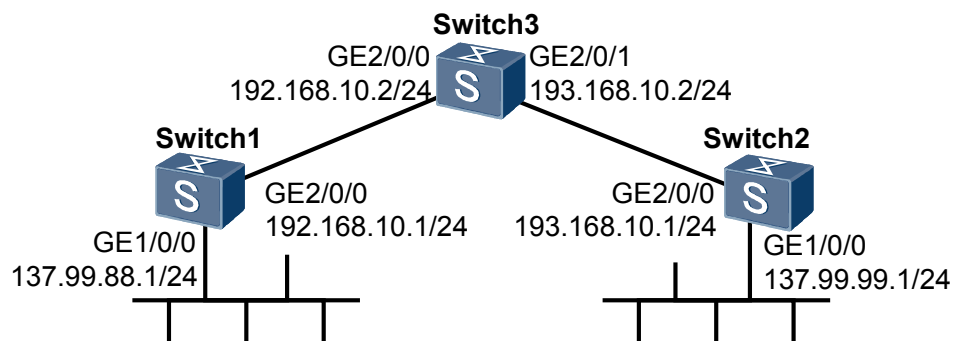 Switch3
GE2/0/0 GE2/0/1
192.168.10.2/24 193.168.10.2/24
Switch1 Switch2
S
S S
GE2/0/0 GE2/0/0
192.168.10.1/24 193.168.10.1/24
GE1/0/0 GE1/0/0
137.99.88.1/24 137.99.99.1/24